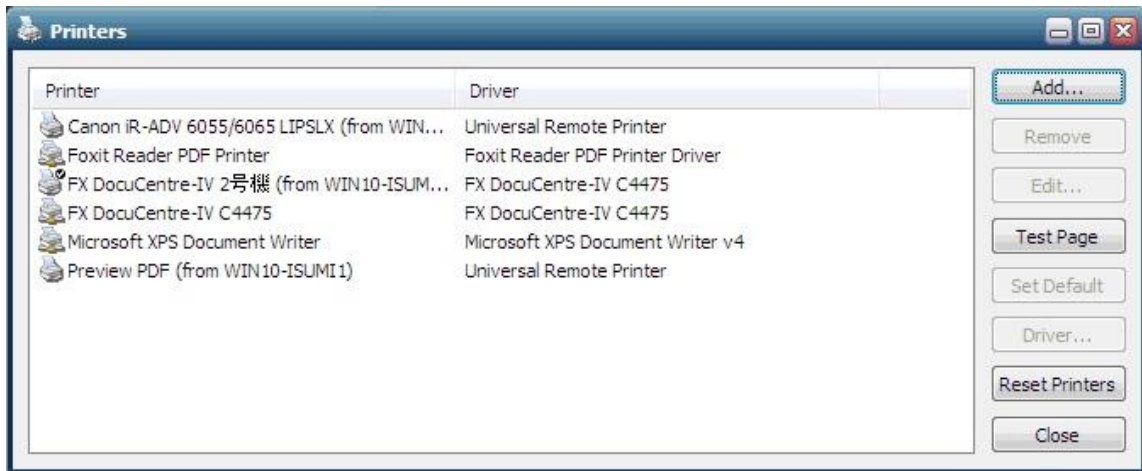 Printers
Printer Driver
Canon iR-ADV 6055/6065 LIPSLX (from WIN... Universal Remote Printer
Foxit Reader PDF Printer Foxit Reader PDF Printer Driver
FX DocuCentre-IV 2号機 (from WIN10-ISUM... FX DocuCentre-IV C4475
FX DocuCentre-IV C4475 FX DocuCentre-IV C4475
Microsoft XPS Document Writer Microsoft XPS Document Writer v4
Preview PDF (from WIN10-ISUMI1) Universal Remote Printer
Add...
Remove
Edit...
Test Page
Set Default
Driver...
Reset Printers
Close